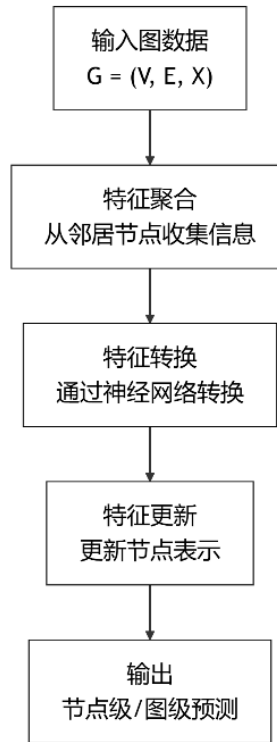 输入图数据
G = (V, E, X)
特征聚合
从邻居节点收集信息
特征转换
通过神经网络转换
特征更新
更新节点表示
输出
节点级/图级预测